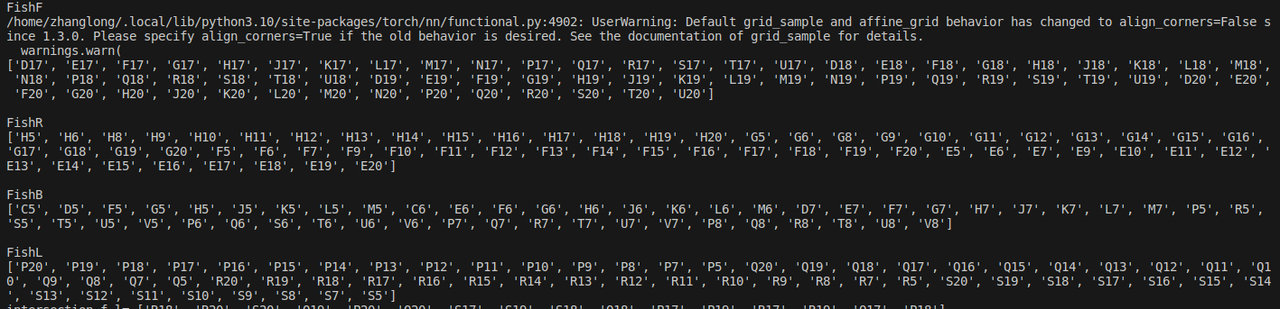 FishF
/home/zhanglong/.local/lib/python3.10/site-packages/torch/nn/functional.py:4902: UserWarning: Default grid_sample and affine_grid behavior has changed to align_corners=False s
ince 1.3.0. Please specify align_corners=True if the old behavior is desired. See the documentation of grid_sample for details.
  warnings.warn(
['D17', 'E17', 'F17', 'G17', 'H17', 'J17', 'K17', 'L17', 'M17', 'N17', 'P17', 'Q17', 'R17', 'S17', 'T17', 'U17', 'D18', 'E18', 'F18', 'G18', 'H18', 'J18', 'K18', 'L18', 'M18',
 'N18', 'P18', 'Q18', 'R18', 'S18', 'T18', 'U18', 'D19', 'E19', 'F19', 'G19', 'H19', 'J19', 'K19', 'L19', 'M19', 'N19', 'P19', 'Q19', 'R19', 'S19', 'T19', 'U19', 'D20', 'E20',
 'F20', 'G20', 'H20', 'J20', 'K20', 'L20', 'M20', 'N20', 'P20', 'Q20', 'R20', 'S20', 'T20', 'U20']
FishR
['H5', 'H6', 'H8', 'H9', 'H10', 'H11', 'H12', 'H13', 'H14', 'H15', 'H16', 'H17', 'H18', 'H19', 'H20', 'G5', 'G6', 'G8', 'G9', 'G10', 'G11', 'G12', 'G13', 'G14', 'G15', 'G16',
'G17', 'G18', 'G19', 'G20', 'F5', 'F6', 'F7', 'F9', 'F10', 'F11', 'F12', 'F13', 'F14', 'F15', 'F16', 'F17', 'F18', 'F19', 'F20', 'E5', 'E6', 'E7', 'E9', 'E10', 'E11', 'E12', '
E13', 'E14', 'E15', 'E16', 'E17', 'E18', 'E19', 'E20']
FishB
['C5', 'D5', 'F5', 'G5', 'H5', 'J5', 'K5', 'L5', 'M5', 'C6', 'E6', 'F6', 'G6', 'H6', 'J6', 'K6', 'L6', 'M6', 'D7', 'E7', 'F7', 'G7', 'H7', 'J7', 'K7', 'L7', 'M7', 'P5', 'R5',
'S5', 'T5', 'U5', 'V5', 'P6', 'Q6', 'S6', 'T6', 'U6', 'V6', 'P7', 'Q7', 'R7', 'T7', 'U7', 'V7', 'P8', 'Q8', 'R8', 'T8', 'U8', 'V8']
FishL
['P20', 'P19', 'P18', 'P17', 'P16', 'P15', 'P14', 'P13', 'P12', 'P11', 'P10', 'P9', 'P8', 'P7', 'P5', 'Q20', 'Q19', 'Q18', 'Q17', 'Q16', 'Q15', 'Q14', 'Q13', 'Q12', 'Q11', 'Q1
0', 'Q9', 'Q8', 'Q7', 'Q5', 'R20', 'R19', 'R18', 'R17', 'R16', 'R15', 'R14', 'R13', 'R12', 'R11', 'R10', 'R9', 'R8', 'R7', 'R5', 'S20', 'S19', 'S18', 'S17', 'S16', 'S15', 'S14
', 'S13', 'S12', 'S11', 'S10', 'S9', 'S8', 'S7', 'S5']